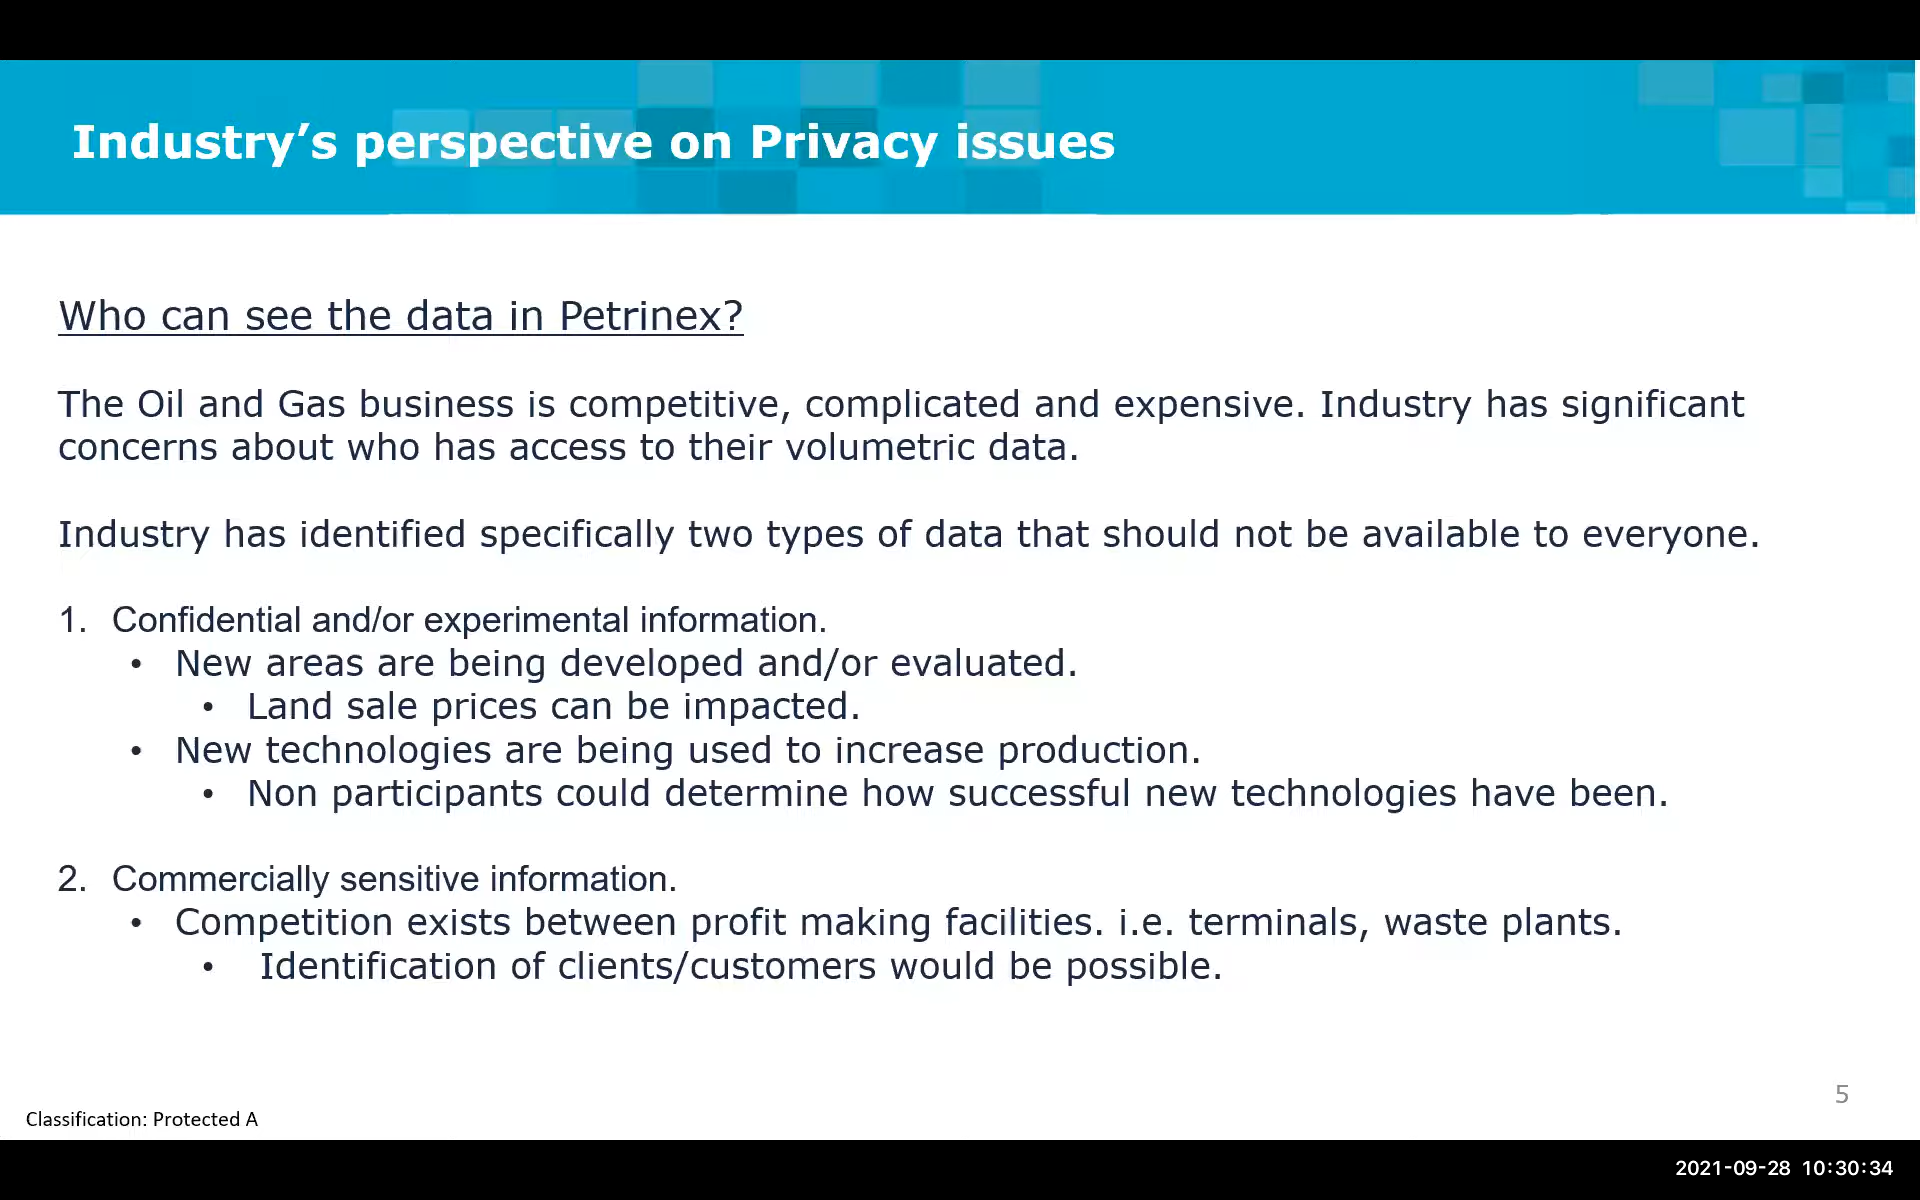 Industry’s perspective on Privacy issues
Who can see the data in Petrinex?
The Oil and Gas business is competitive, complicated and expensive. Industry has significant
concerns about who has access to their volumetric data.
Industry has identified specifically two types of data that should not be available to everyone.
1. Confidential and/or experimental information.
• New areas are being developed and/or evaluated.
• Land sale prices can be impacted.
• New technologies are being used to increase production.
• Non participants could determine how successful new technologies have been.
2. Commercially sensitive information.
• Competition exists between profit making facilities. i.e. terminals, waste plants.
• Identification of clients/customers would be possible.
5
Classification: Protected A
2021-09-28 10:30:34